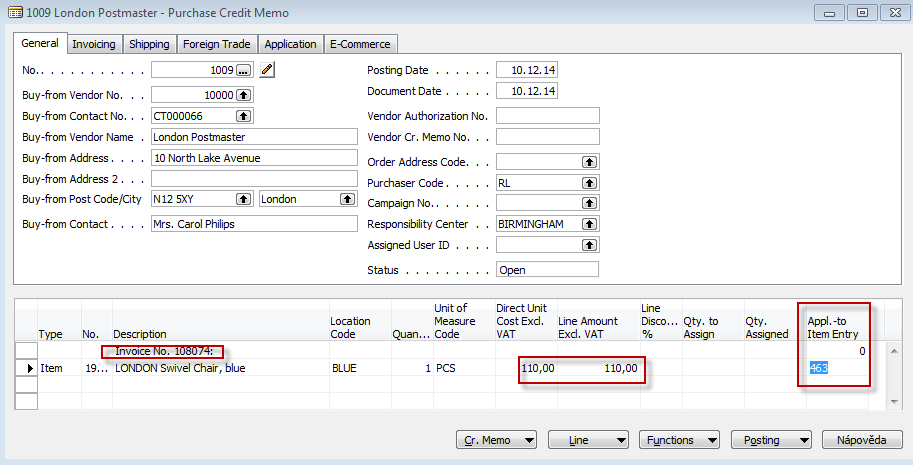 1009 London Postmaster - Purchase Credit Memo
General Invoicing Shipping Foreign Trade Application E-Commerce
No. . . . . . . . . . . . 1009 ...
Buy-from Vendor No. . . . 10000
Buy-from Contact No. . . CT000066
Buy-from Vendor Name . London Postmaster
Buy-from Address . . . . 10 North Lake Avenue
Buy-from Address 2 . . .
Buy-from Post Code/City N12 5XY London
Buy-from Contact . . . . Mrs. Carol Philips
Posting Date . . . . . . 10.12.14
Document Date . . . . . 10.12.14
Vendor Authorization No.
Vendor Cr. Memo No. . .
Order Address Code. . .
Purchaser Code . . . . . RL
Campaign No. . . . . . .
Responsibility Center . . BIRMINGHAM
Assigned User ID . . . .
Status . . . . . . . . . Open
Type No. Description Location Code Quan... Unit of Measure Code Direct Unit Cost Excl. VAT Line Amount Excl. VAT Line Disco... % Qty. to Assign Qty. Assigned Appl.-to Item Entry
Invoice No. 108074: 0
Item 19... LONDON Swivel Chair, blue BLUE 1 PCS 110,00 110,00 463
Cr. Memo Line Functions Posting Nápověda